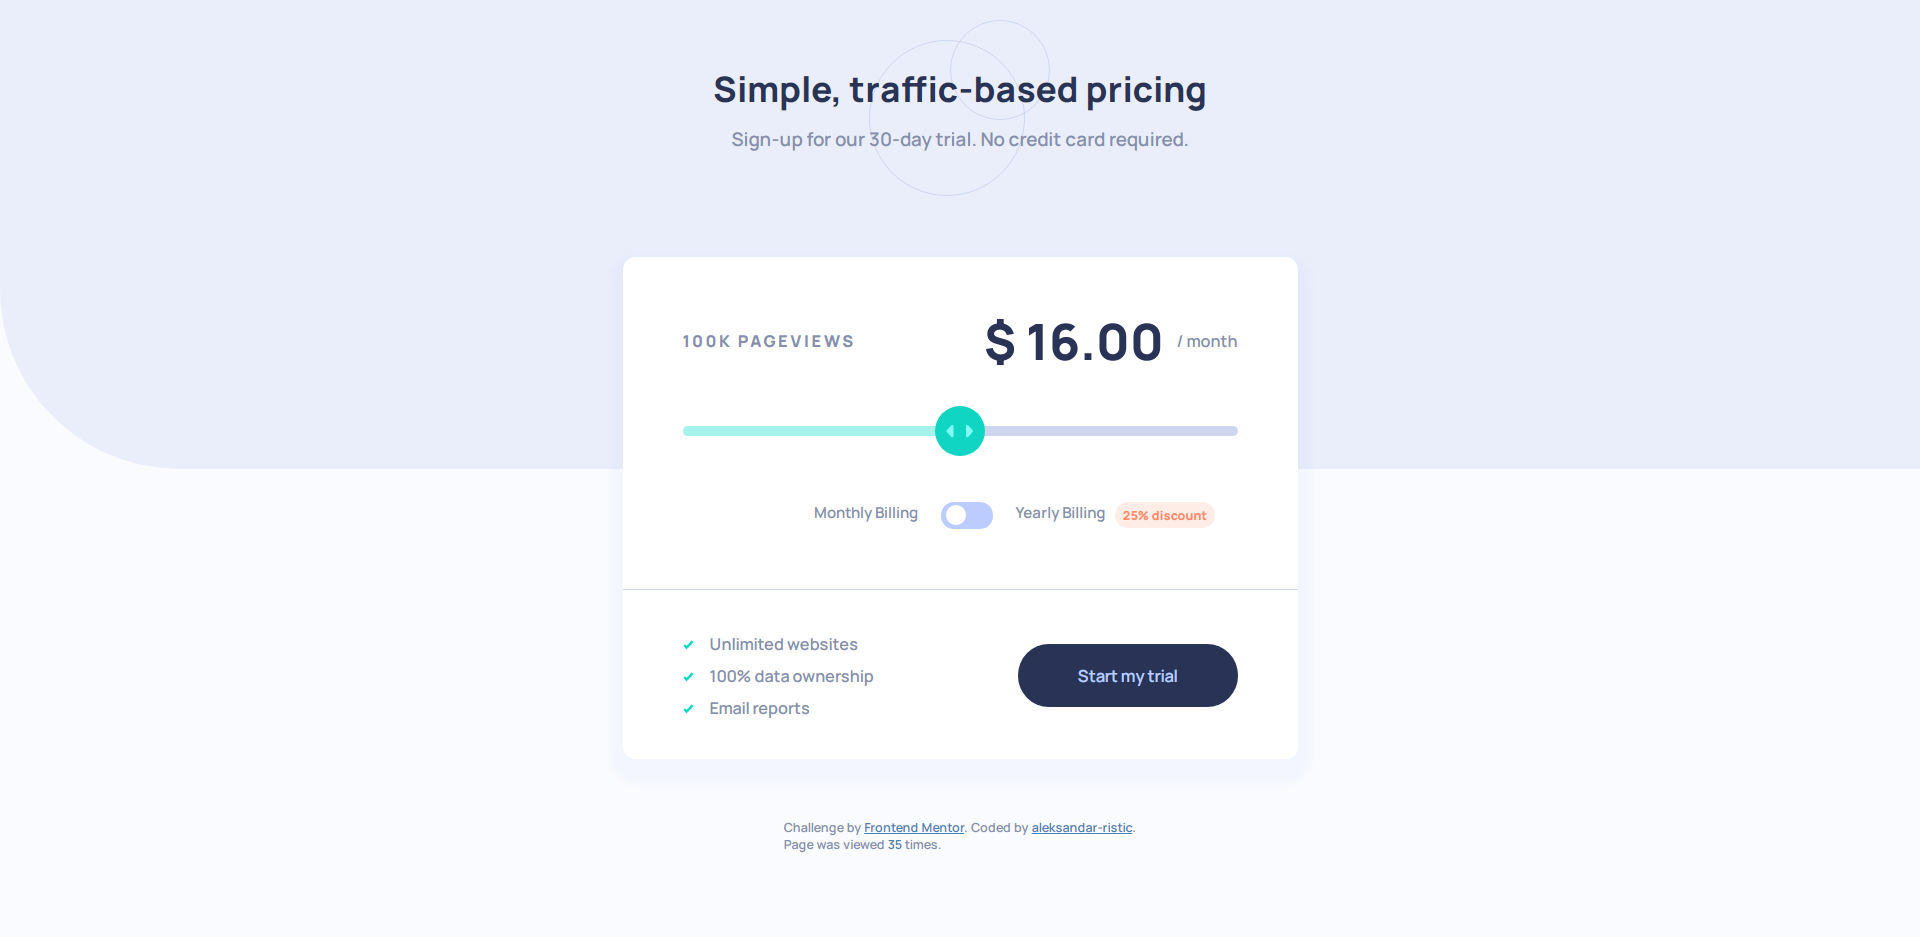 Simple, traffic-based pricing
Sign-up for our 30-day trial. No credit card required.
100K PAGEVIEWS
$ 16.00 / month
Monthly Billing
Yearly Billing 25% discount
Unlimited websites
100% data ownership
Email reports
Start my trial
Challenge by Frontend Mentor. Coded by aleksandar-ristic.
Page was viewed 35 times.